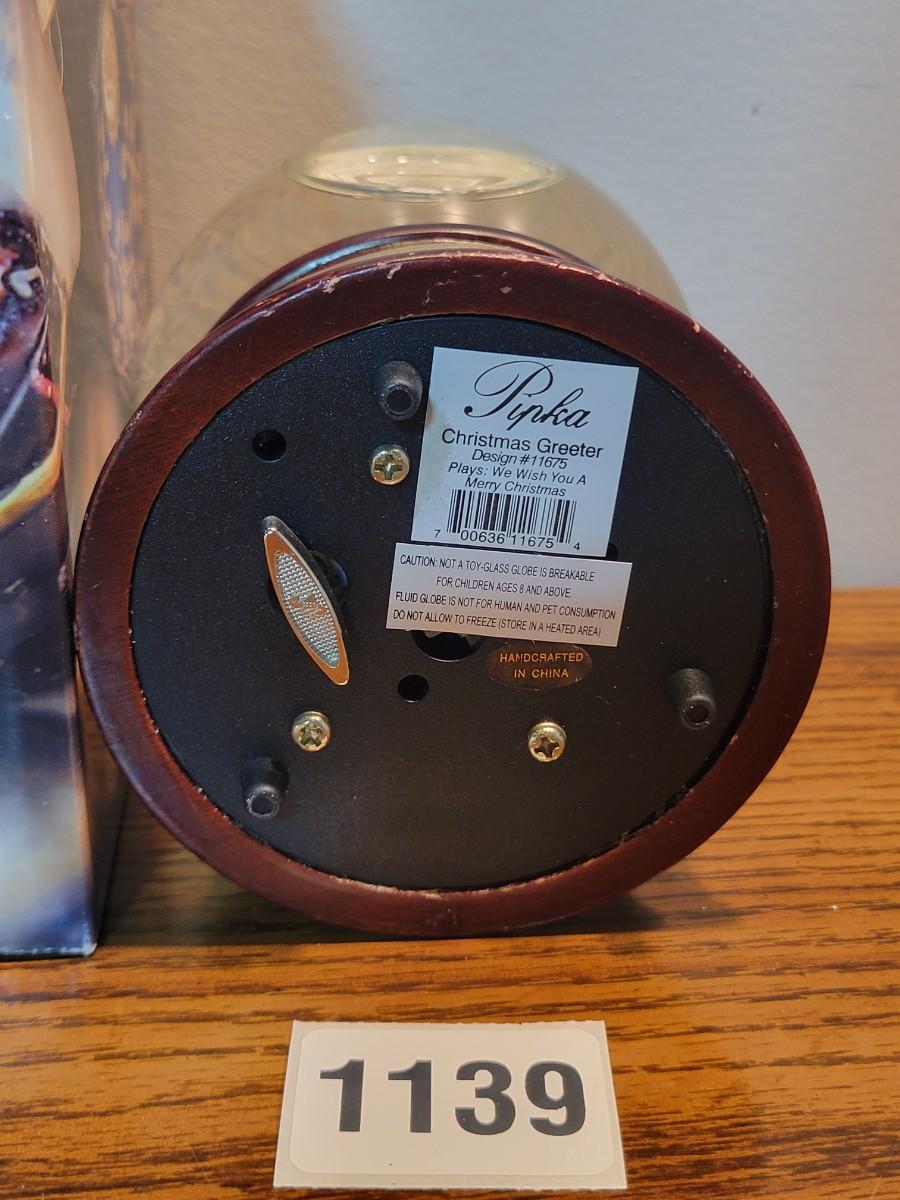 Pipka
Christmas Greeter
Design #11675
Plays: We Wish You A
Merry Christmas
7 00636 11675 4
CAUTION: NOT A TOY-GLASS GLOBE IS BREAKABLE
FOR CHILDREN AGES 8 AND ABOVE.
FLUID GLOBE IS NOT FOR HUMAN AND PET CONSUMPTION
DO NOT ALLOW TO FREEZE (STORE IN A HEATED AREA)
HANDCRAFTED
IN CHINA
1139